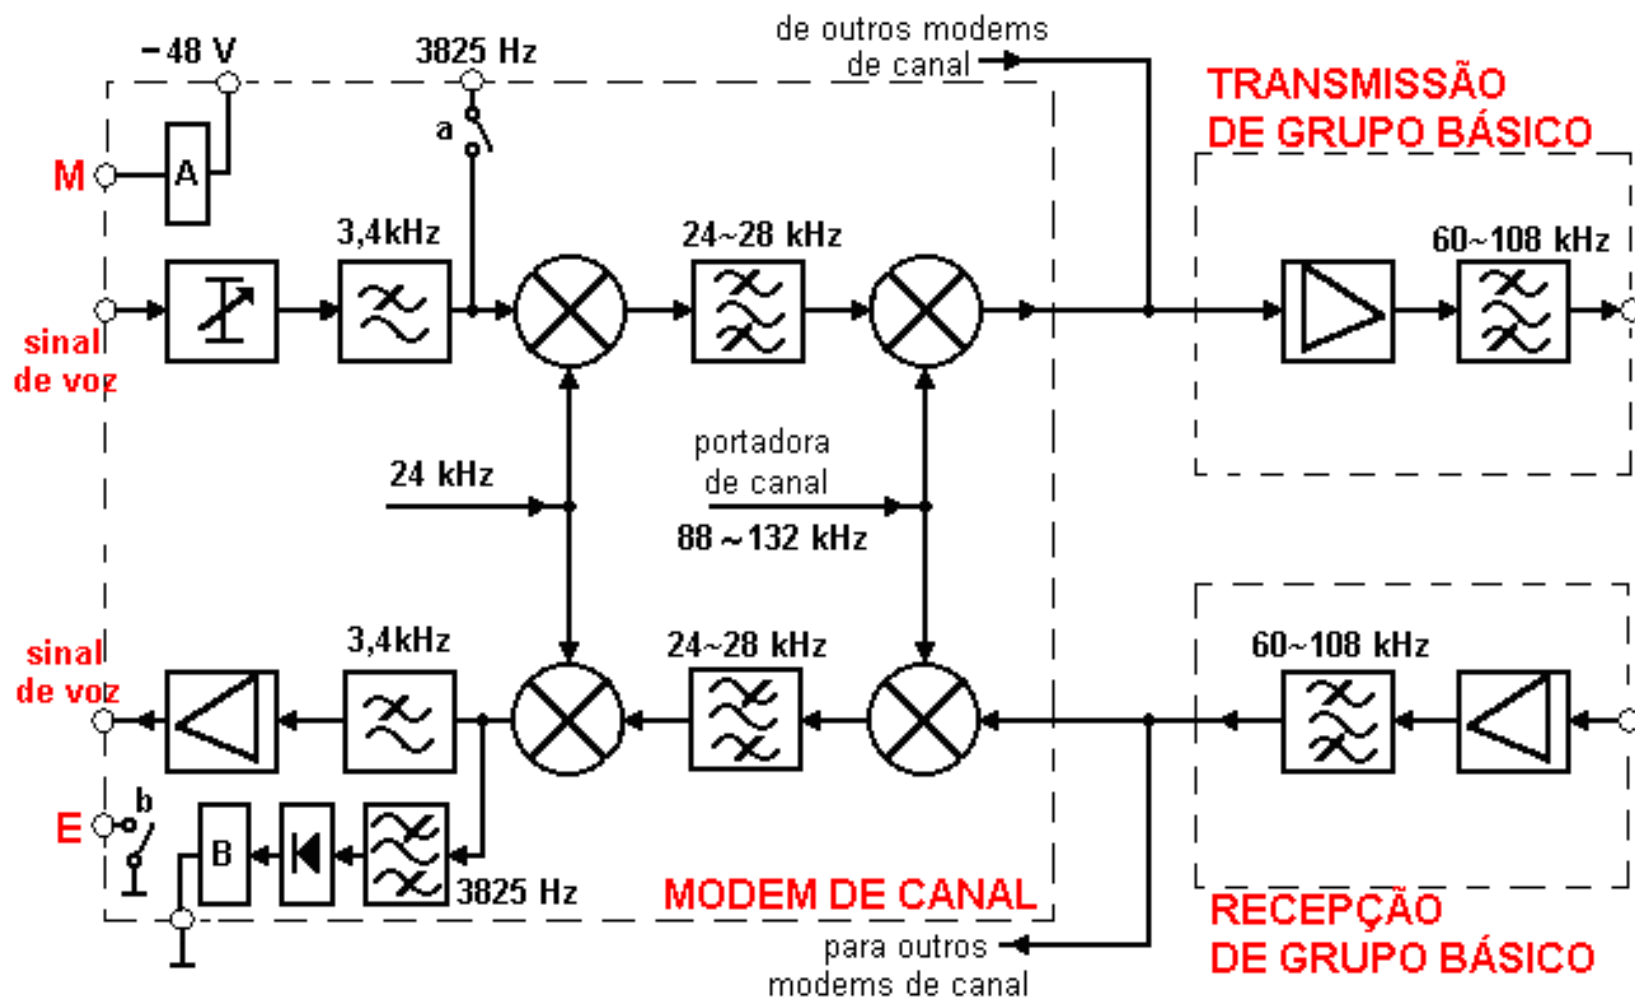 de outros modems
de canal
− 48 V
3825 Hz
TRANSMISSÃO
DE GRUPO BÁSICO
a
M
A
3,4kHz
24~28 kHz
60~108 kHz
sinal
de voz
portadora
de canal
24 kHz
88 ~ 132 kHz
sinal
de voz
3,4kHz
24~28 kHz
60~108 kHz
b
E
B
3825 Hz
MODEM DE CANAL
RECEPÇÃO
DE GRUPO BÁSICO
para outros
modems de canal